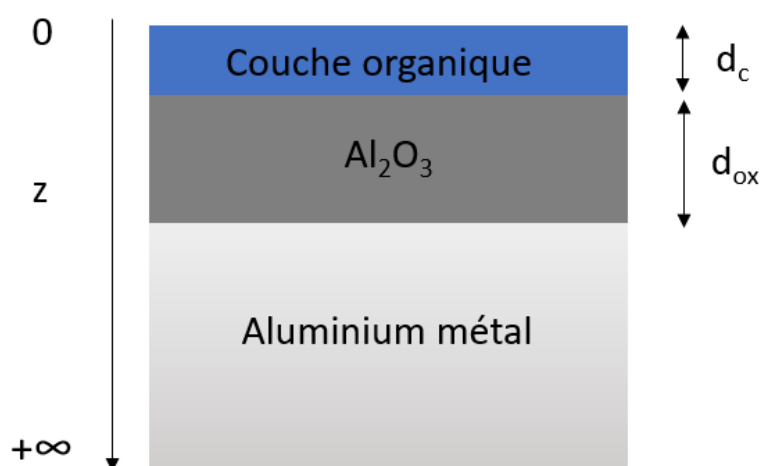 0
Couche organique
d_c
Al₂O₃
d_ox
z
Aluminium métal
+∞